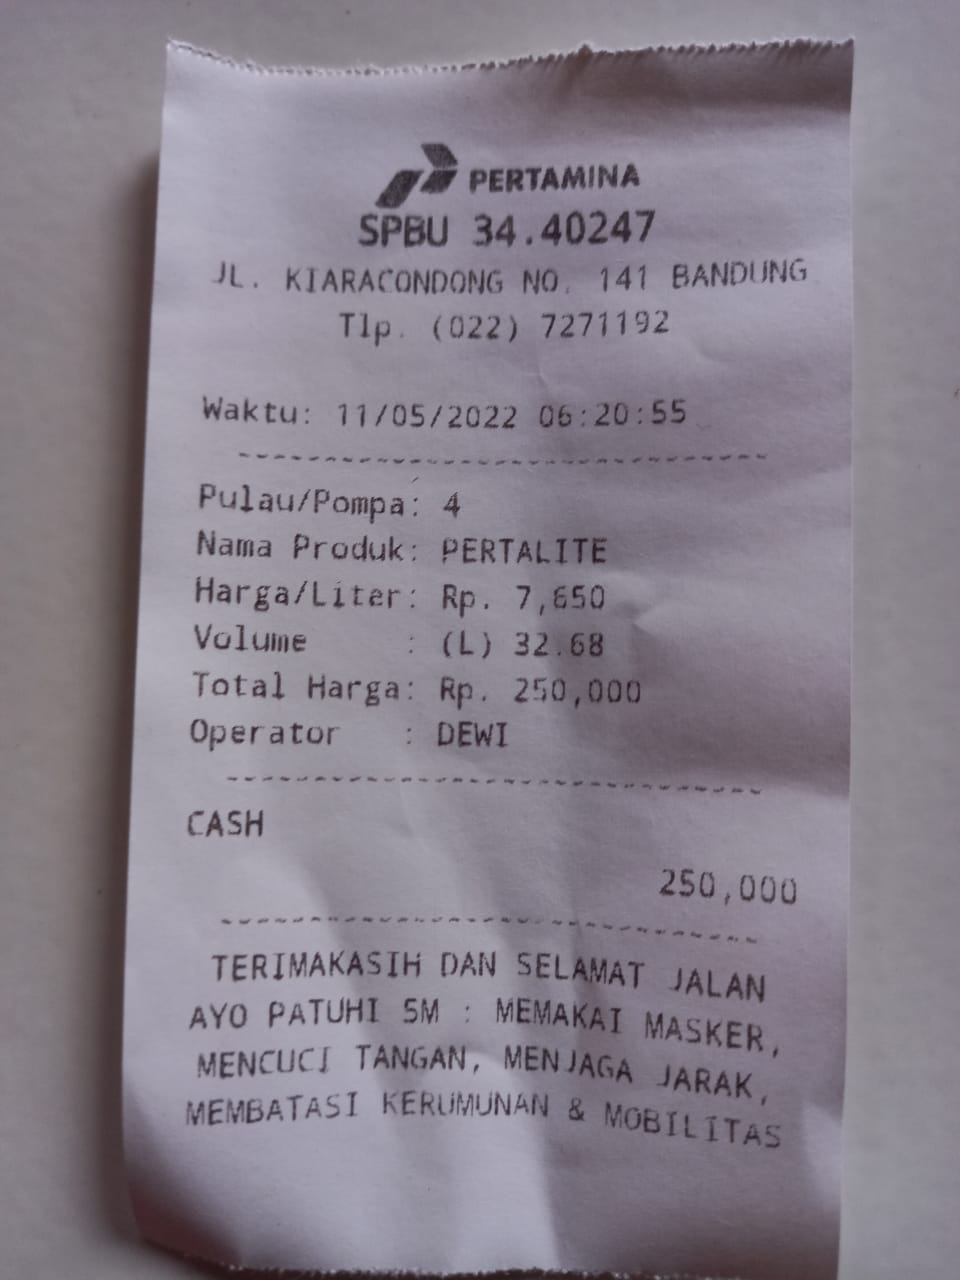 PERTAMINA
SPBU 34.40247
JL. KIARACONDONG NO. 141 BANDUNG
Tlp. (022) 7271192
Waktu: 11/05/2022 06:20:55
Pulau/Pompa: 4
Nama Produk: PERTALITE
Harga/Liter: Rp. 7,650
Volume : (L) 32.68
Total Harga: Rp. 250,000
Operator : DEWI
CASH
250,000
TERIMAKASIH DAN SELAMAT JALAN
AYO PATUHI 5M : MEMAKAI MASKER,
MENCUCI TANGAN, MENJAGA JARAK,
MEMBATASI KERUMUNAN & MOBILITAS